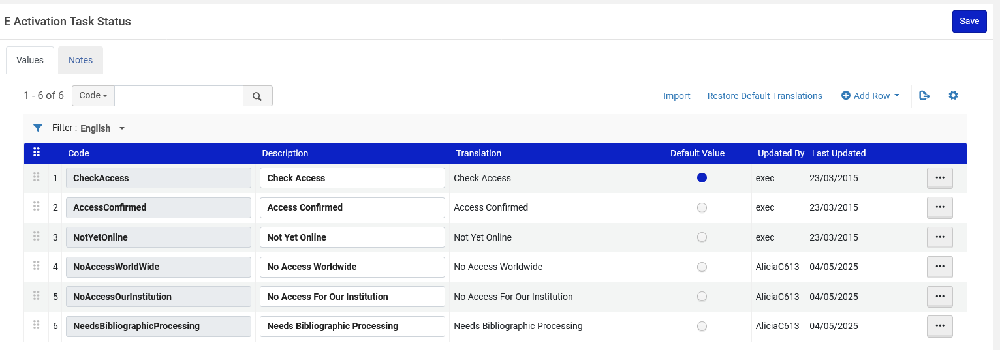 E Activation Task Status
Save
Values Notes
1 - 6 of 6 Code Import Restore Default Translations Add Row
Filter : English
Code Description Translation Default Value Updated By Last Updated
1 CheckAccess Check Access Check Access exec 23/03/2015
2 AccessConfirmed Access Confirmed Access Confirmed exec 23/03/2015
3 NotYetOnline Not Yet Online Not Yet Online exec 23/03/2015
4 NoAccessWorldWide No Access Worldwide No Access Worldwide AliciaC613 04/05/2025
5 NoAccessOurInstitution No Access For Our Institution No Access For Our Institution AliciaC613 04/05/2025
6 NeedsBibliographicProcessing Needs Bibliographic Processing Needs Bibliographic Processing AliciaC613 04/05/2025